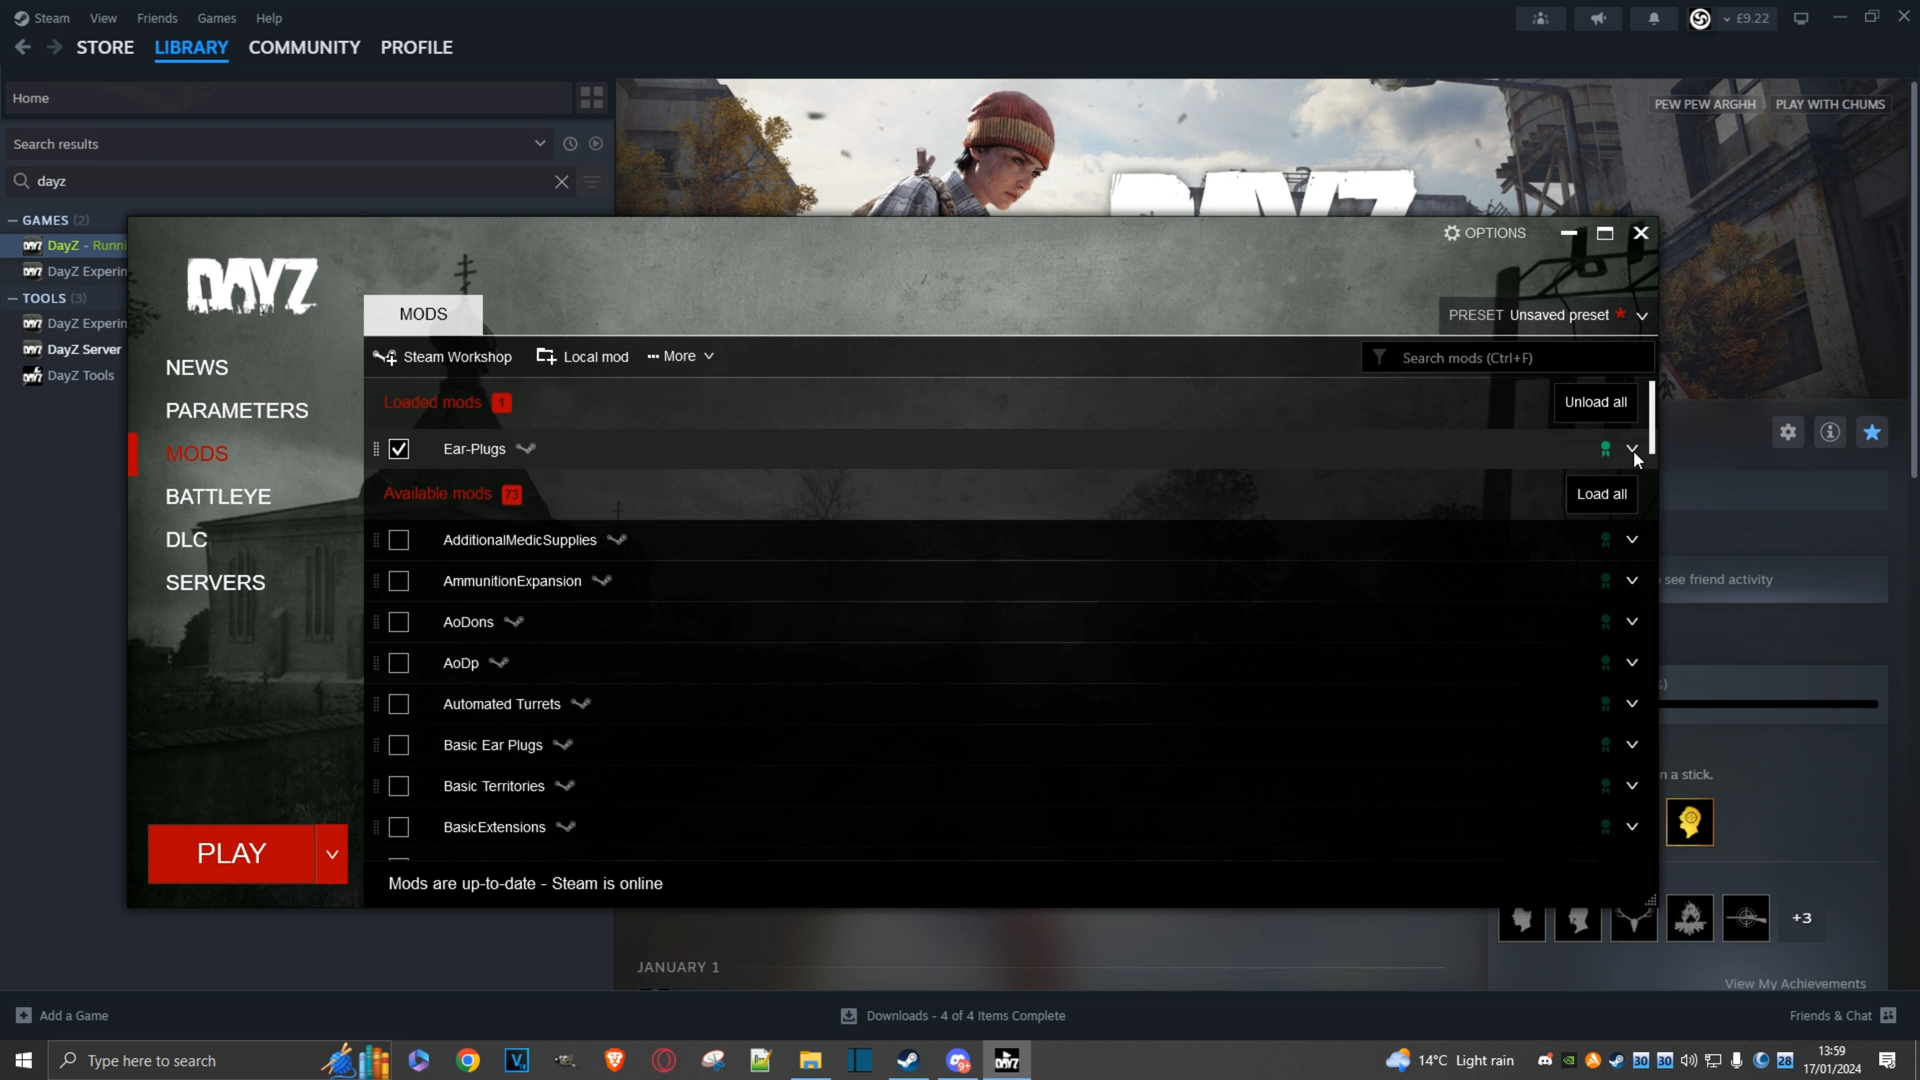 Steam View Friends Games Help
£9.22
STORE LIBRARY COMMUNITY PROFILE
Home
PEW PEW ARGHH PLAY WITH CHUMS
Search results
dayz
DAYZ
GAMES (2)
DayZ - Runni
DayZ Experin
TOOLS (3)
DayZ Experin
DayZ Server
DayZ Tools
OPTIONS
DAYZ
MODS
PRESET Unsaved preset *
Steam Workshop Local mod More
Search mods (Ctrl+F)
NEWS
PARAMETERS
MODS
BATTLEYE
DLC
SERVERS
Loaded mods 1
Unload all
Ear-Plugs
Available mods 73
Load all
AdditionalMedicSupplies
AmmunitionExpansion
AoDons
AoDp
Automated Turrets
Basic Ear Plugs
Basic Territories
BasicExtensions
PLAY
Mods are up-to-date - Steam is online
see friend activity
n a stick.
+3
JANUARY 1
View My Achievements
Add a Game
Downloads - 4 of 4 Items Complete
Friends & Chat
Type here to search
14°C Light rain
30 30 28
13:59
17/01/2024